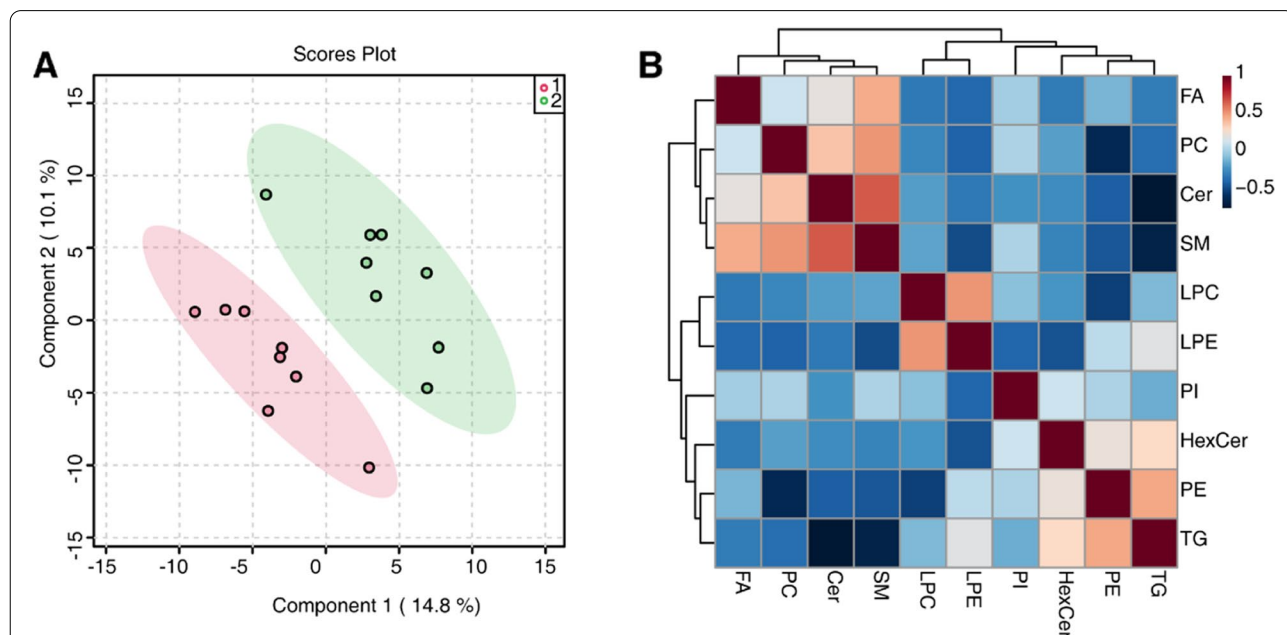 A
Scores Plot
1
2
Component 2 ( 10.1 %)
15
10
5
0
-5
-10
-15
-15
-10
-5
0
5
10
15
Component 1 ( 14.8 %)
B
FA
PC
Cer
SM
LPC
LPE
PI
HexCer
PE
TG
FA
PC
Cer
SM
LPC
LPE
PI
HexCer
PE
TG
1
0.5
0
−0.5